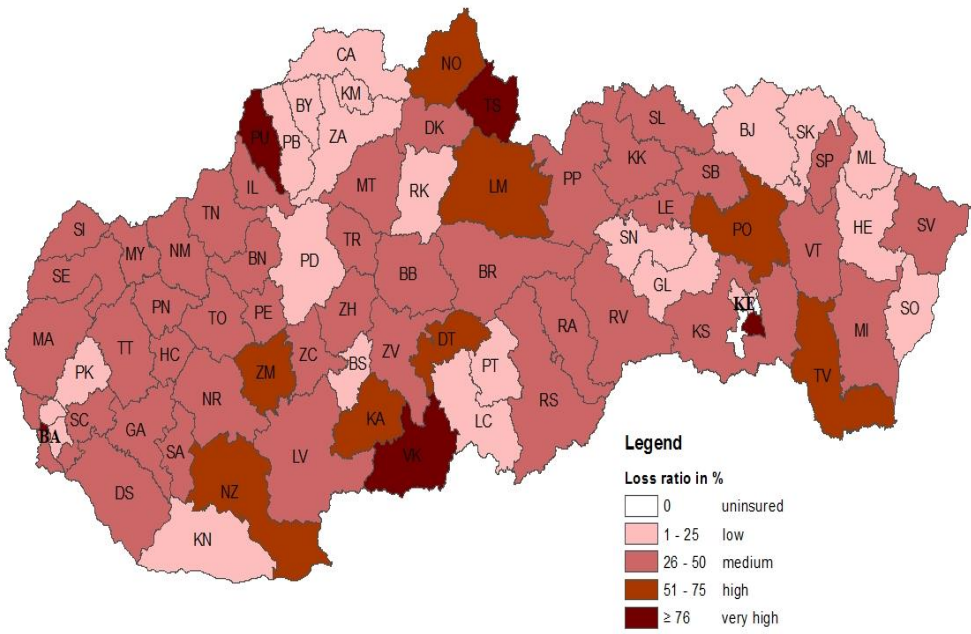 CA
NO
KM
BY
TS
PU
PB
ZA
DK
SL
BJ
SK
SP
ML
KK
IL
MT
RK
LM
PP
SB
TN
LE
SI
TR
SN
PO
HE
SV
MY
NM
BN
PD
VT
SE
BB
BR
GL
PN
TO
PE
ZH
KE
SO
MA
RA
RV
KS
MI
TT
HC
ZC
ZV
DT
PK
ZM
BS
PT
TV
NR
RS
SC
KA
LC
BA
GA
SA
LV
VK
DS
NZ
KN
Legend
Loss ratio in %
0 uninsured
1 - 25 low
26 - 50 medium
51 - 75 high
≥ 76 very high